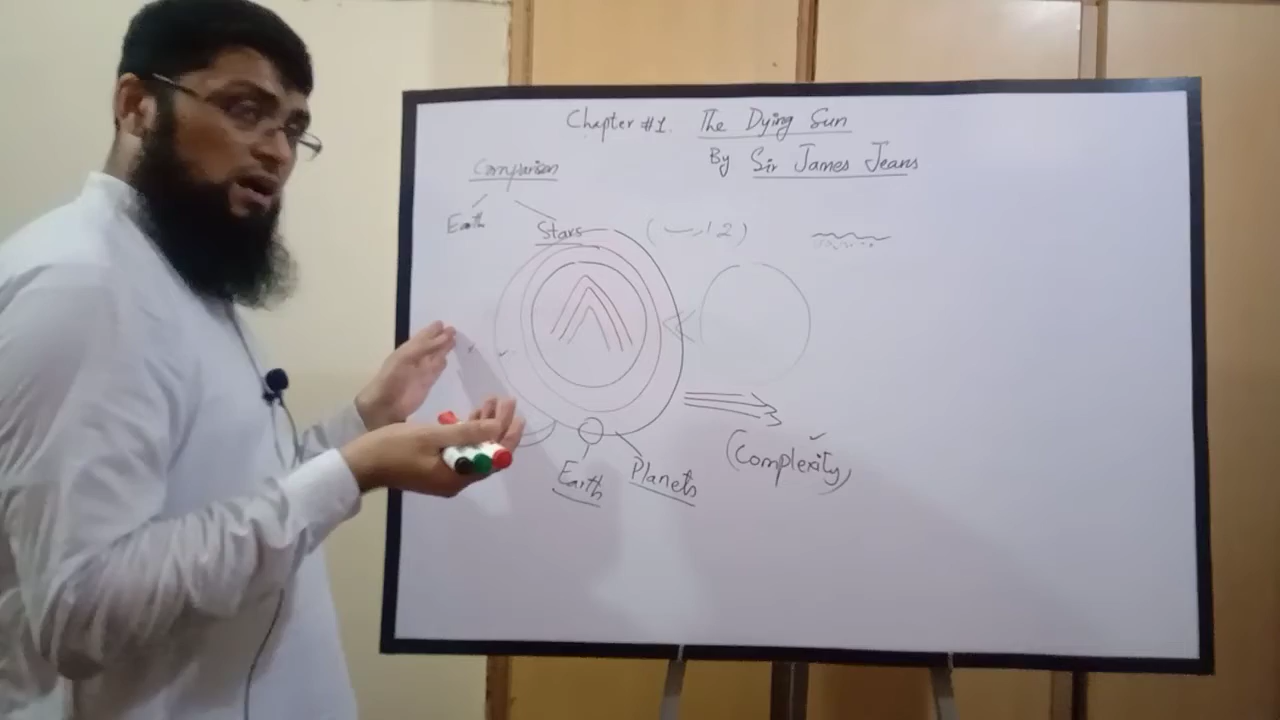 Chapter #1. The Dying Sun
By Sir James Jeans
Comparison
Earth
Stars
Earth
Planets
(Complexity)